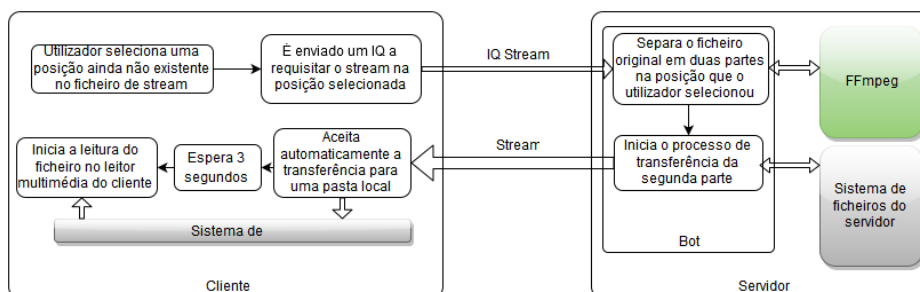 Utilizador seleciona uma
posição ainda não existente
no ficheiro de stream
É enviado um IQ a
requisitar o stream na
posição selecionada
IQ Stream
Separa o ficheiro
original em duas partes
na posição que o
utilizador selecionou
FFmpeg
Inicia a leitura do
ficheiro no leitor
multimédia do cliente
Espera 3
segundos
Aceita
automaticamente a
transferência para
uma pasta local
Stream
Inicia o processo de
transferência da
segunda parte
Sistema de
ficheiros do
servidor
Sistema de
Bot
Cliente
Servidor